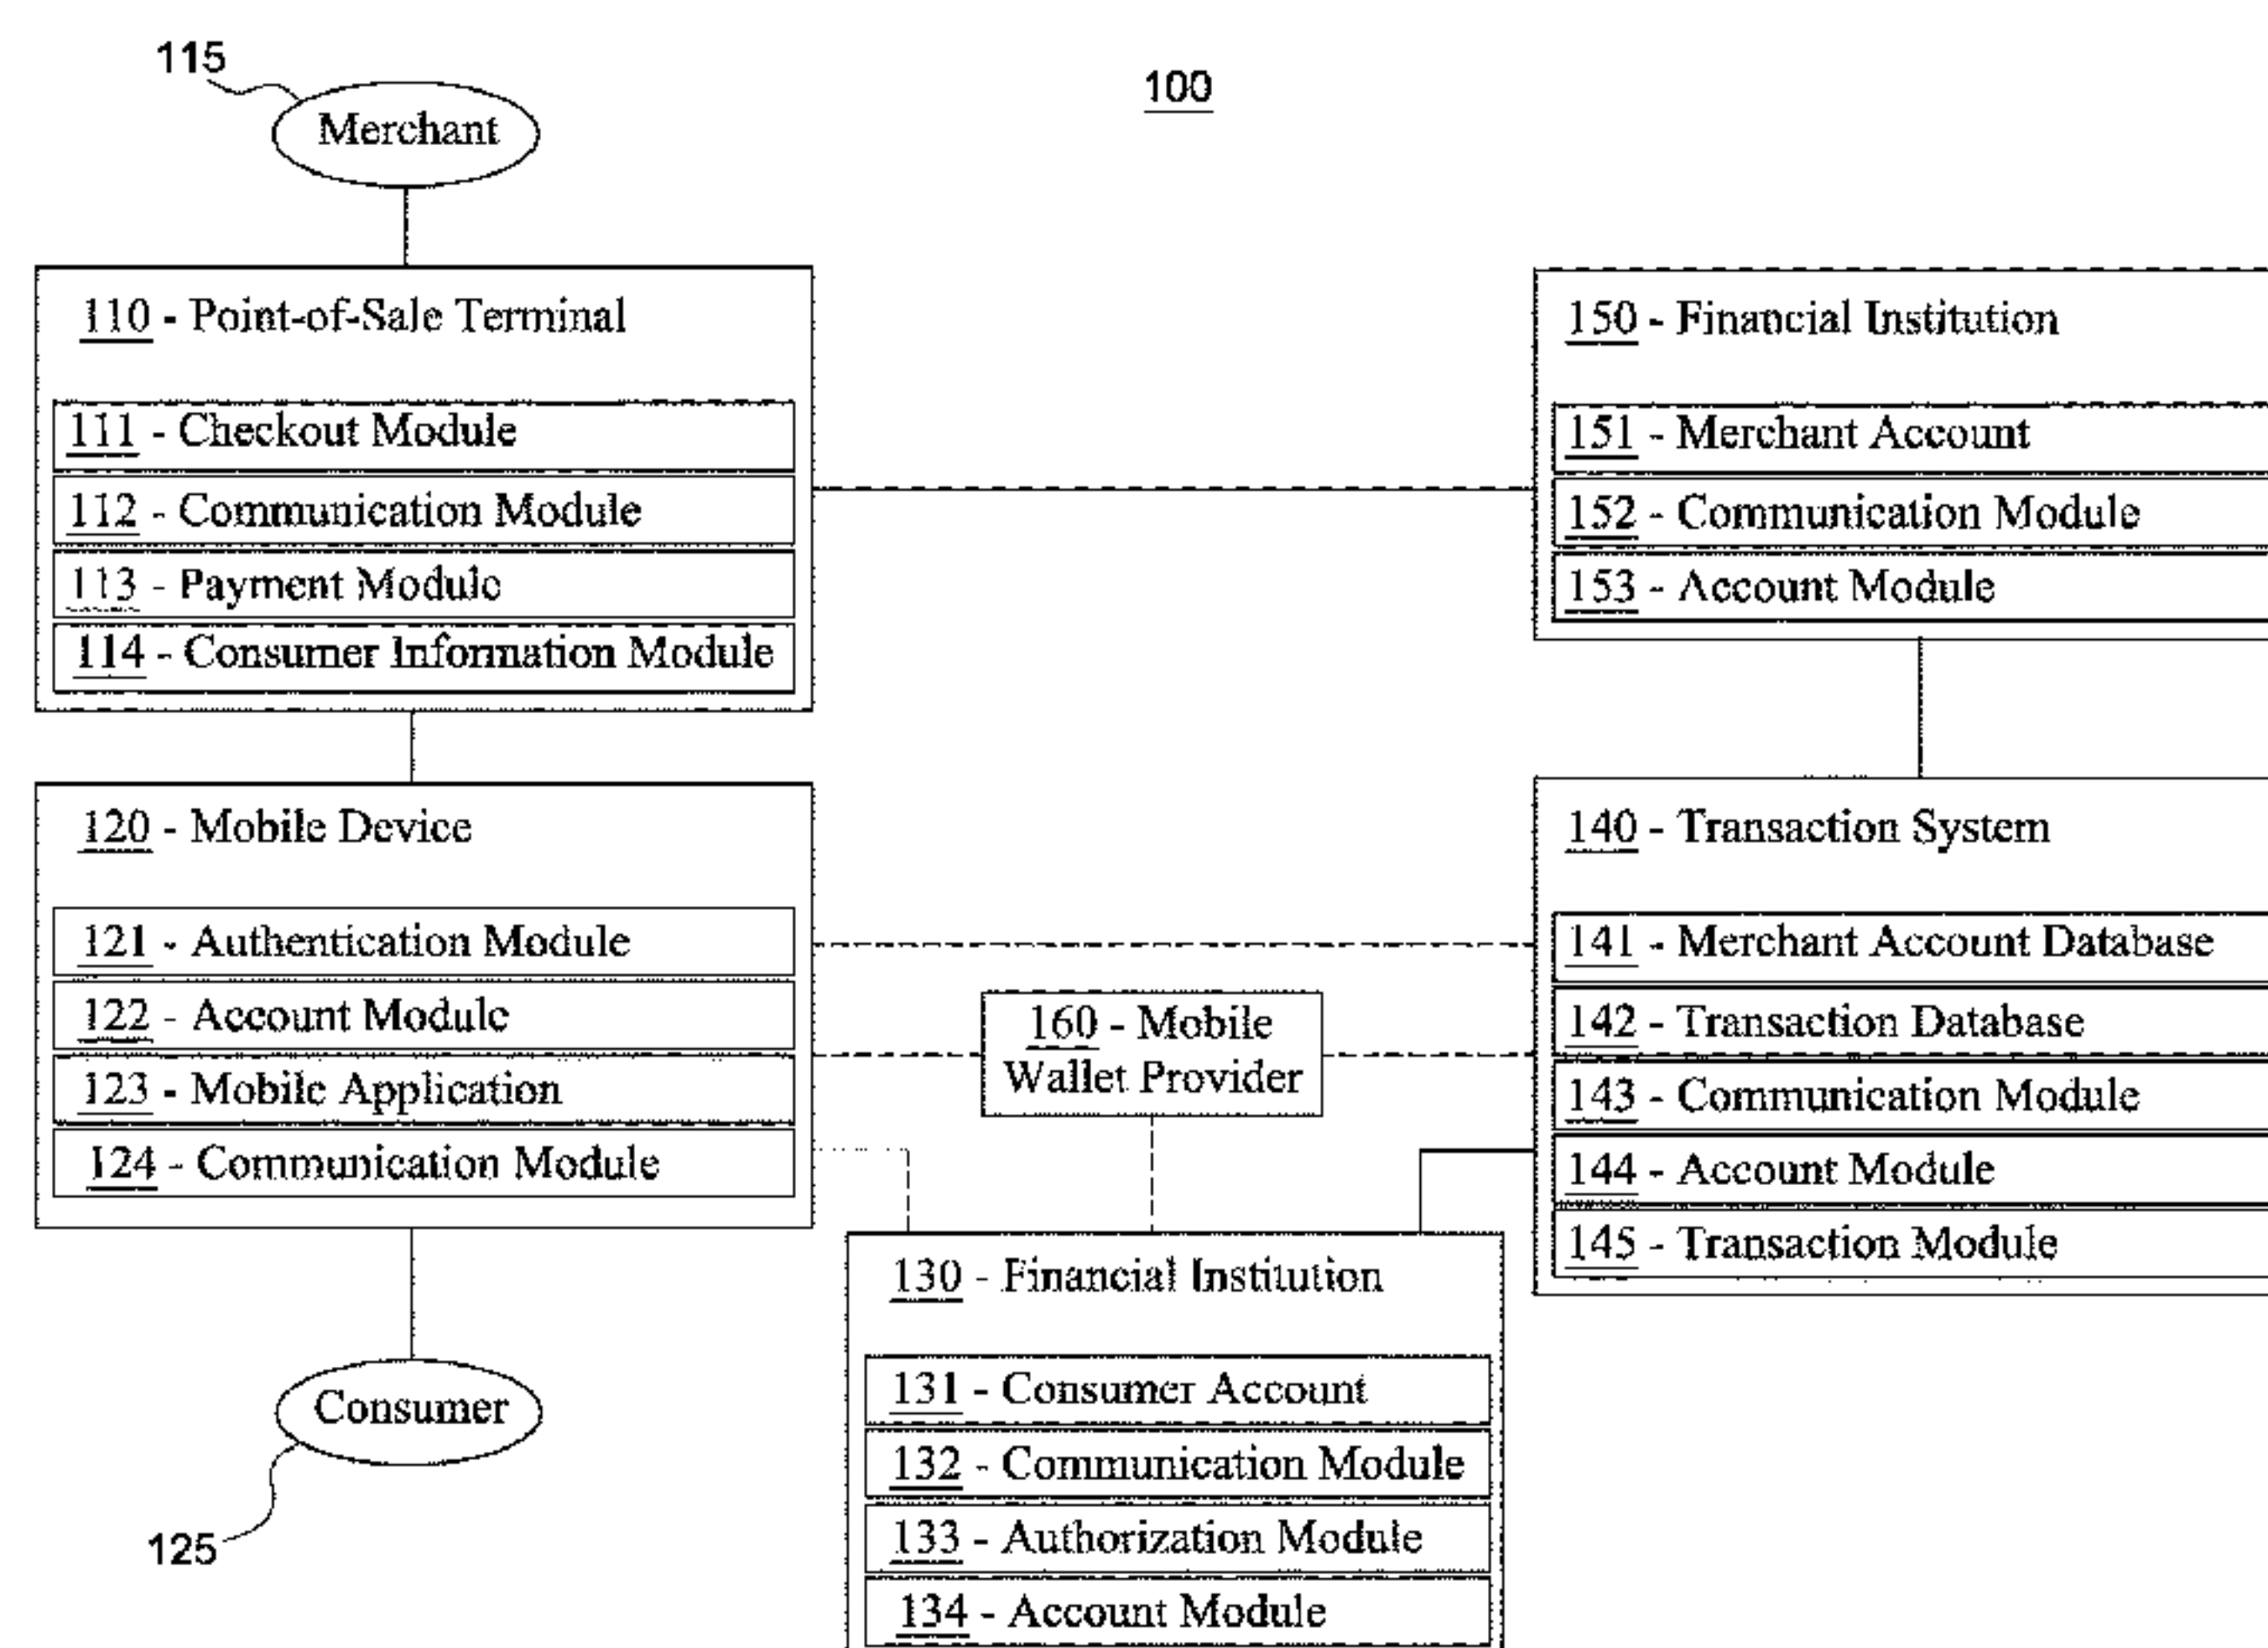 115
Merchant
100
110 - Point-of-Sale Terminal
111 - Checkout Module
112 - Communication Module
113 - Payment Module
114 - Consumer Information Module
150 - Financial Institution
151 - Merchant Account
152 - Communication Module
153 - Account Module
120 - Mobile Device
121 - Authentication Module
122 - Account Module
123 - Mobile Application
124 - Communication Module
160 - Mobile
Wallet Provider
140 - Transaction System
141 - Merchant Account Database
142 - Transaction Database
143 - Communication Module
144 - Account Module
145 - Transaction Module
130 - Financial Institution
131 - Consumer Account
132 - Communication Module
133 - Authorization Module
134 - Account Module
Consumer
125